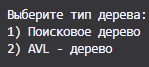 Выберите тип дерева:
1) Поисковое дерево
2) AVL - дерево